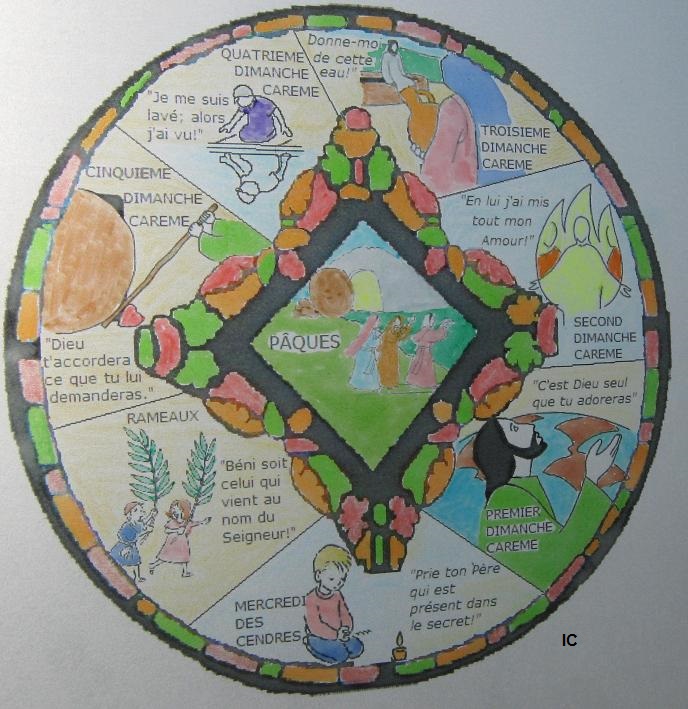 MERCREDI
DES
CENDRES
"Prie ton Père
qui est
présent dans
le secret!"
"C'est Dieu seul
que tu adoreras"
PREMIER
DIMANCHE
CAREME
"En lui j'ai mis
tout mon
Amour!"
SECOND
DIMANCHE
CAREME
Donne-moi
de cette
eau!"
TROISIEME
DIMANCHE
CAREME
QUATRIEME
DIMANCHE
CAREME
"Je me suis
lavé; alors
j'ai vu!"
CINQUIEME
DIMANCHE
CAREME
"Dieu
t'accordera
ce que tu lui
demanderas."
RAMEAUX
"Béni soit
celui qui
vient au
nom du
Seigneur!"
PÂQUES
IC